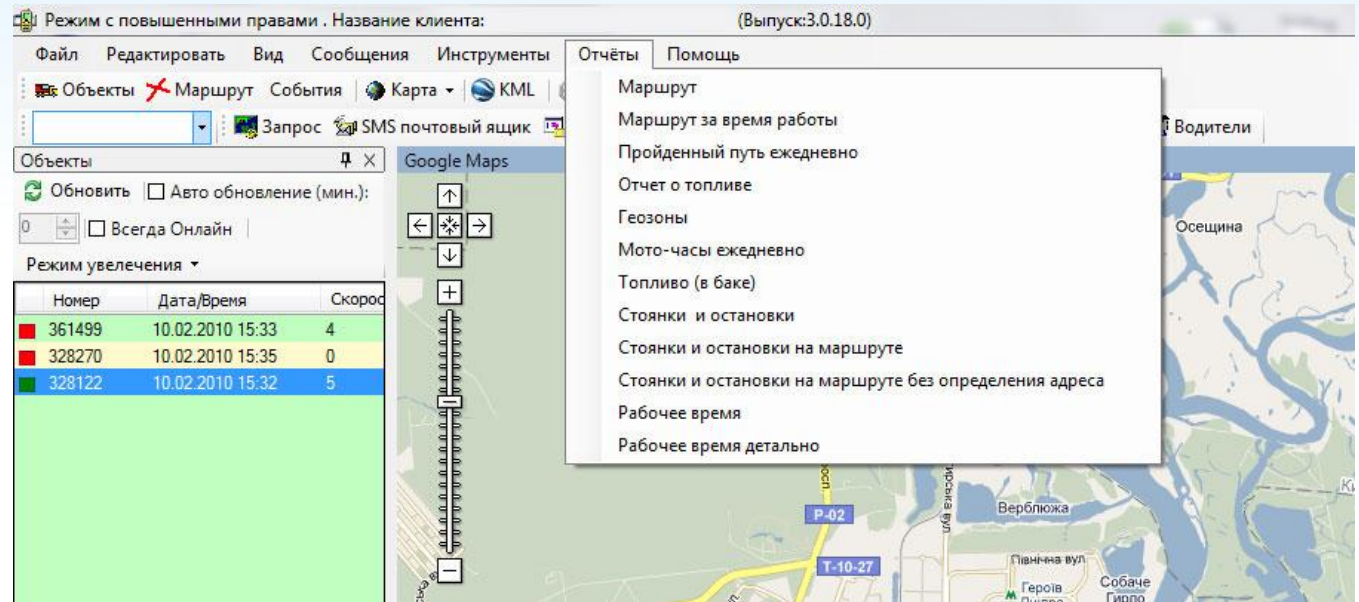 Режим с повышенными правами . Название клиента: (Выпуск:3.0.18.0)
Файл Редактировать Вид Сообщения Инструменты Отчёты Помощь
Объекты Маршрут События Карта KML
Запрос SMS почтовый ящик Водители
Объекты
Google Maps
Обновить Авто обновление (мин.):
0 Всегда Онлайн
Режим увелечения
Номер Дата/Время Скорос
361499 10.02.2010 15:33 4
328270 10.02.2010 15:35 0
328122 10.02.2010 15:32 5
Маршрут
Маршрут за время работы
Пройденный путь ежедневно
Отчет о топливе
Геозоны
Мото-часы ежедневно
Топливо (в баке)
Стоянки и остановки
Стоянки и остановки на маршруте
Стоянки и остановки на маршруте без определения адреса
Рабочее время
Рабочее время детально
Осещина
Верблюжа
Р-02
Т-10-27
Північна вул
Героїв
Дніпра
Собаче
Гирло